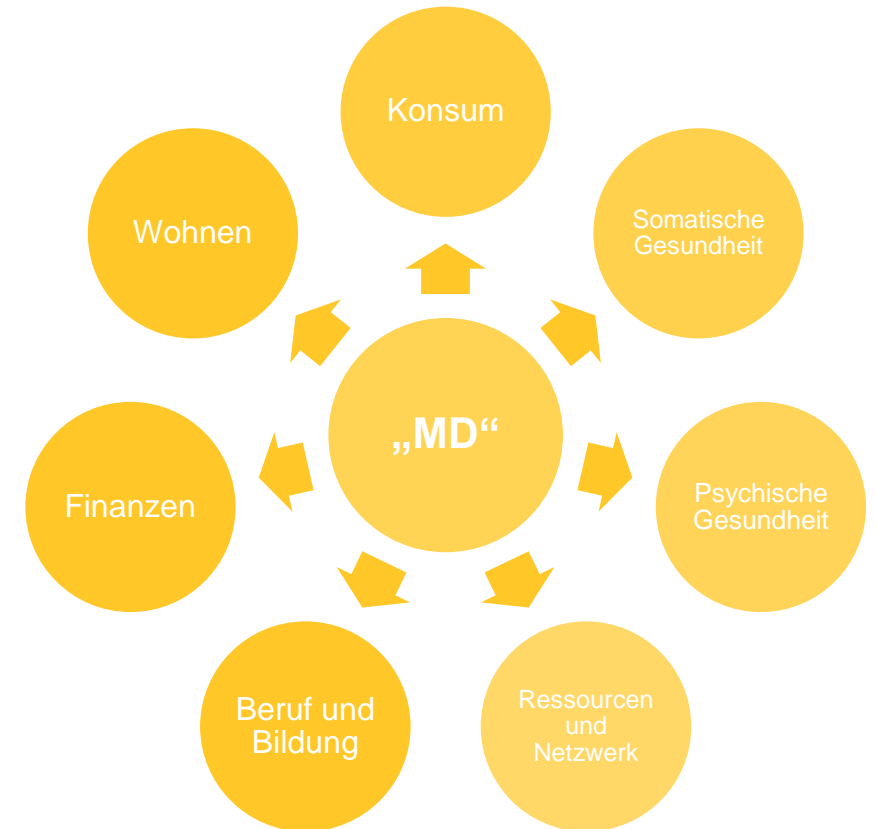 Konsum
Somatische
Gesundheit
Psychische
Gesundheit
Ressourcen
und
Netzwerk
Beruf und
Bildung
Finanzen
Wohnen
„MD“